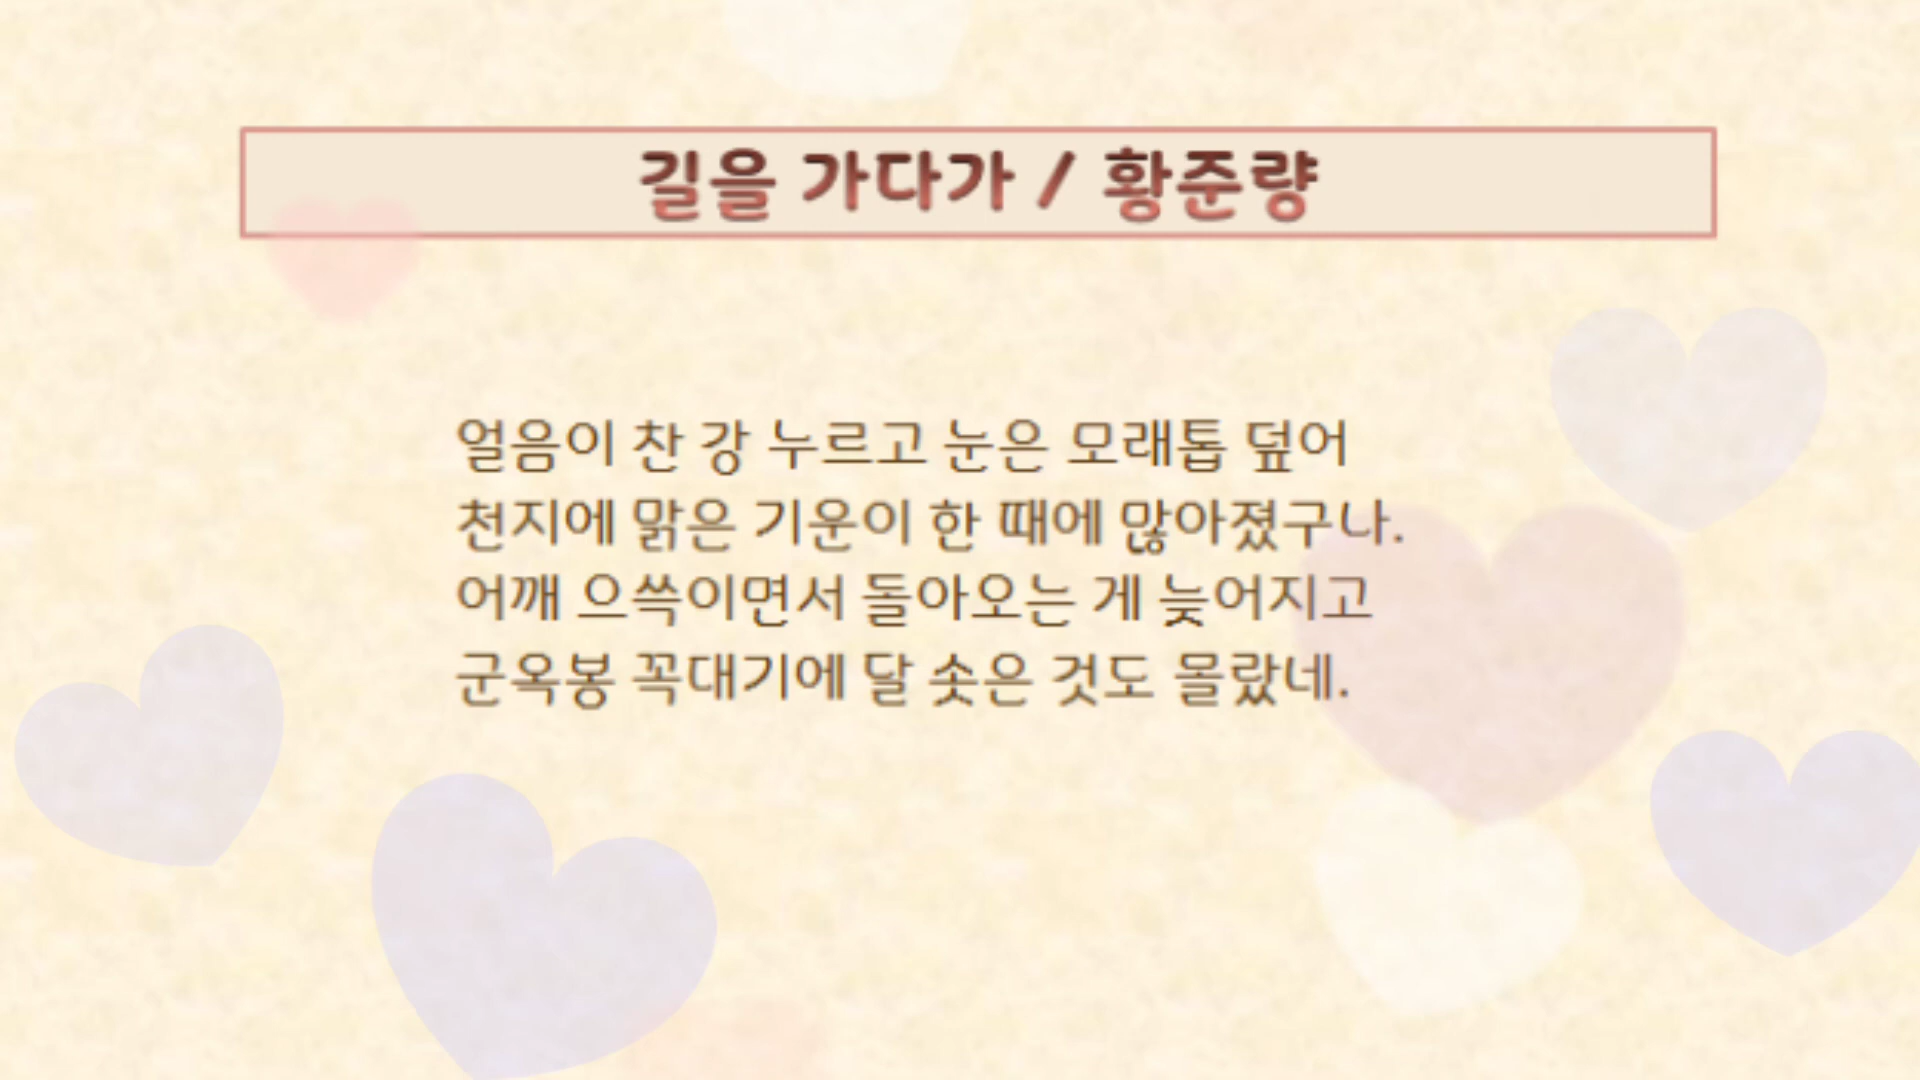 길을 가다가 / 황준량
얼음이 찬 강 누르고 눈은 모래톱 덮어
천지에 맑은 기운이 한 때에 많아졌구나.
어깨 으쓱이면서 돌아오는 게 늦어지고
군옥봉 꼭대기에 달 솟은 것도 몰랐네.